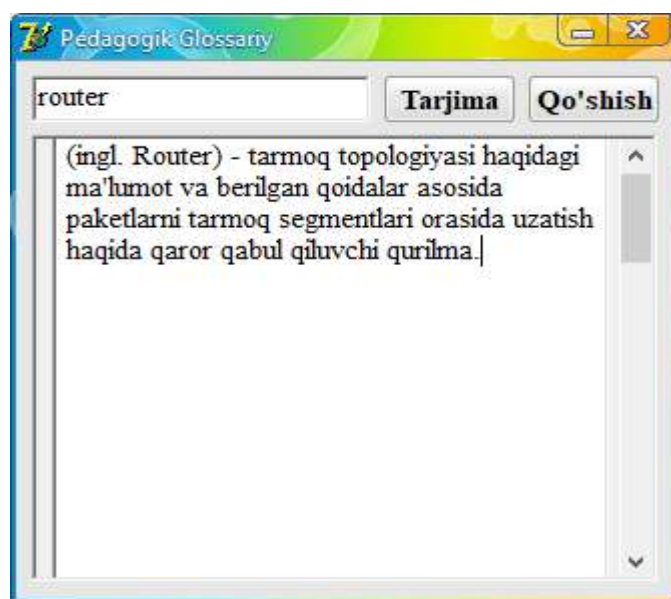 Pedagogik Glossariy
router
Tarjima
Qo'shish
(ingl. Router) - tarmoq topologiyasi haqidagi
ma'lumot va berilgan qoidalar asosida
paketlarni tarmoq segmentlari orasida uzatish
haqida qaror qabul qiluvchi qurilma.